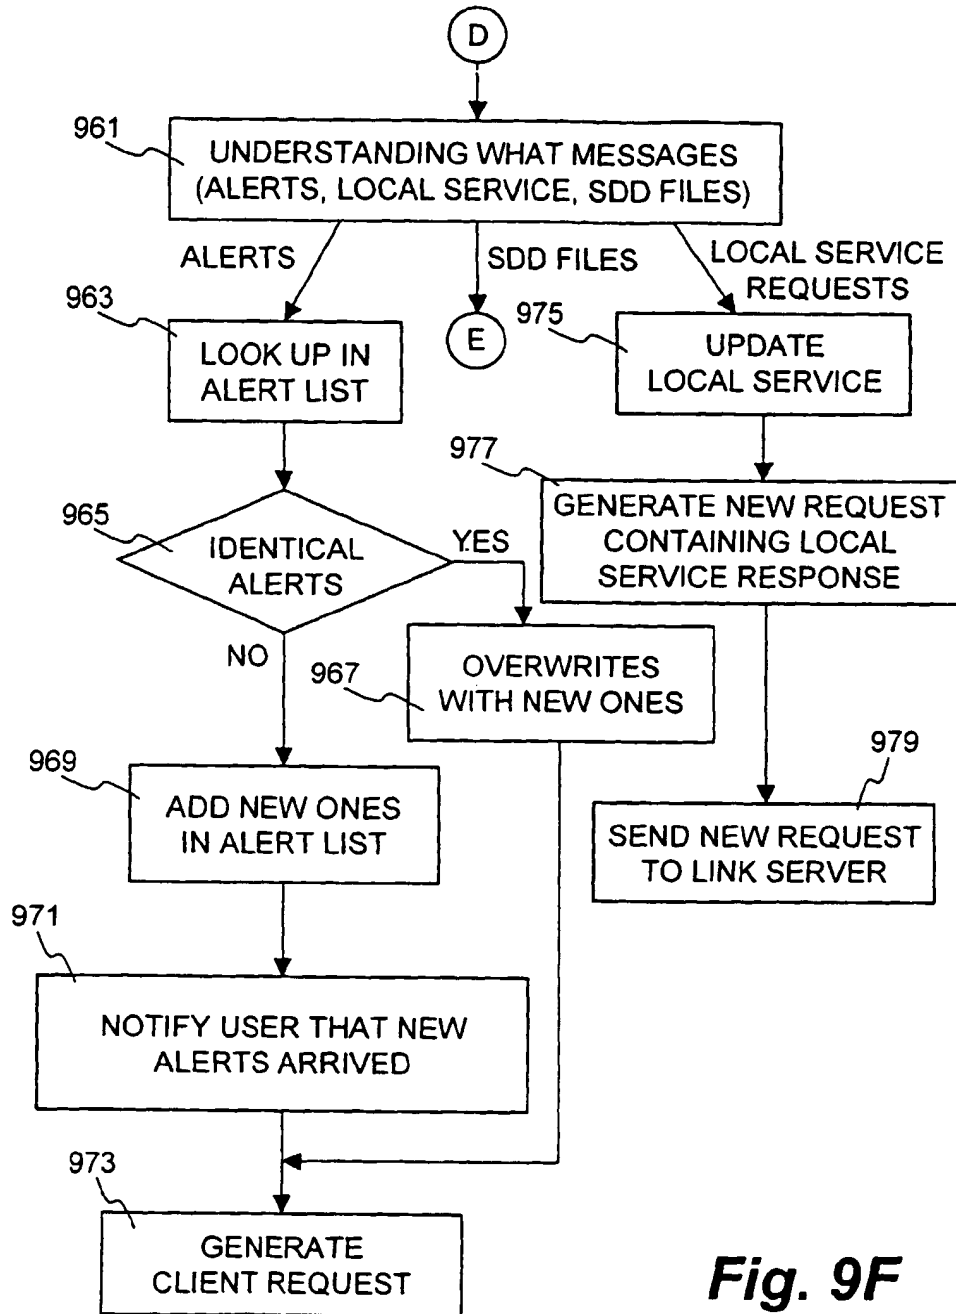 D
961
UNDERSTANDING WHAT MESSAGES
(ALERTS, LOCAL SERVICE, SDD FILES)
ALERTS
SDD FILES
LOCAL SERVICE
REQUESTS
963
LOOK UP IN
ALERT LIST
E
975
UPDATE
LOCAL SERVICE
977
GENERATE NEW REQUEST
CONTAINING LOCAL
SERVICE RESPONSE
965
IDENTICAL
ALERTS
YES
NO
967
OVERWRITES
WITH NEW ONES
979
SEND NEW REQUEST
TO LINK SERVER
969
ADD NEW ONES
IN ALERT LIST
971
NOTIFY USER THAT NEW
ALERTS ARRIVED
973
GENERATE
CLIENT REQUEST
Fig. 9F